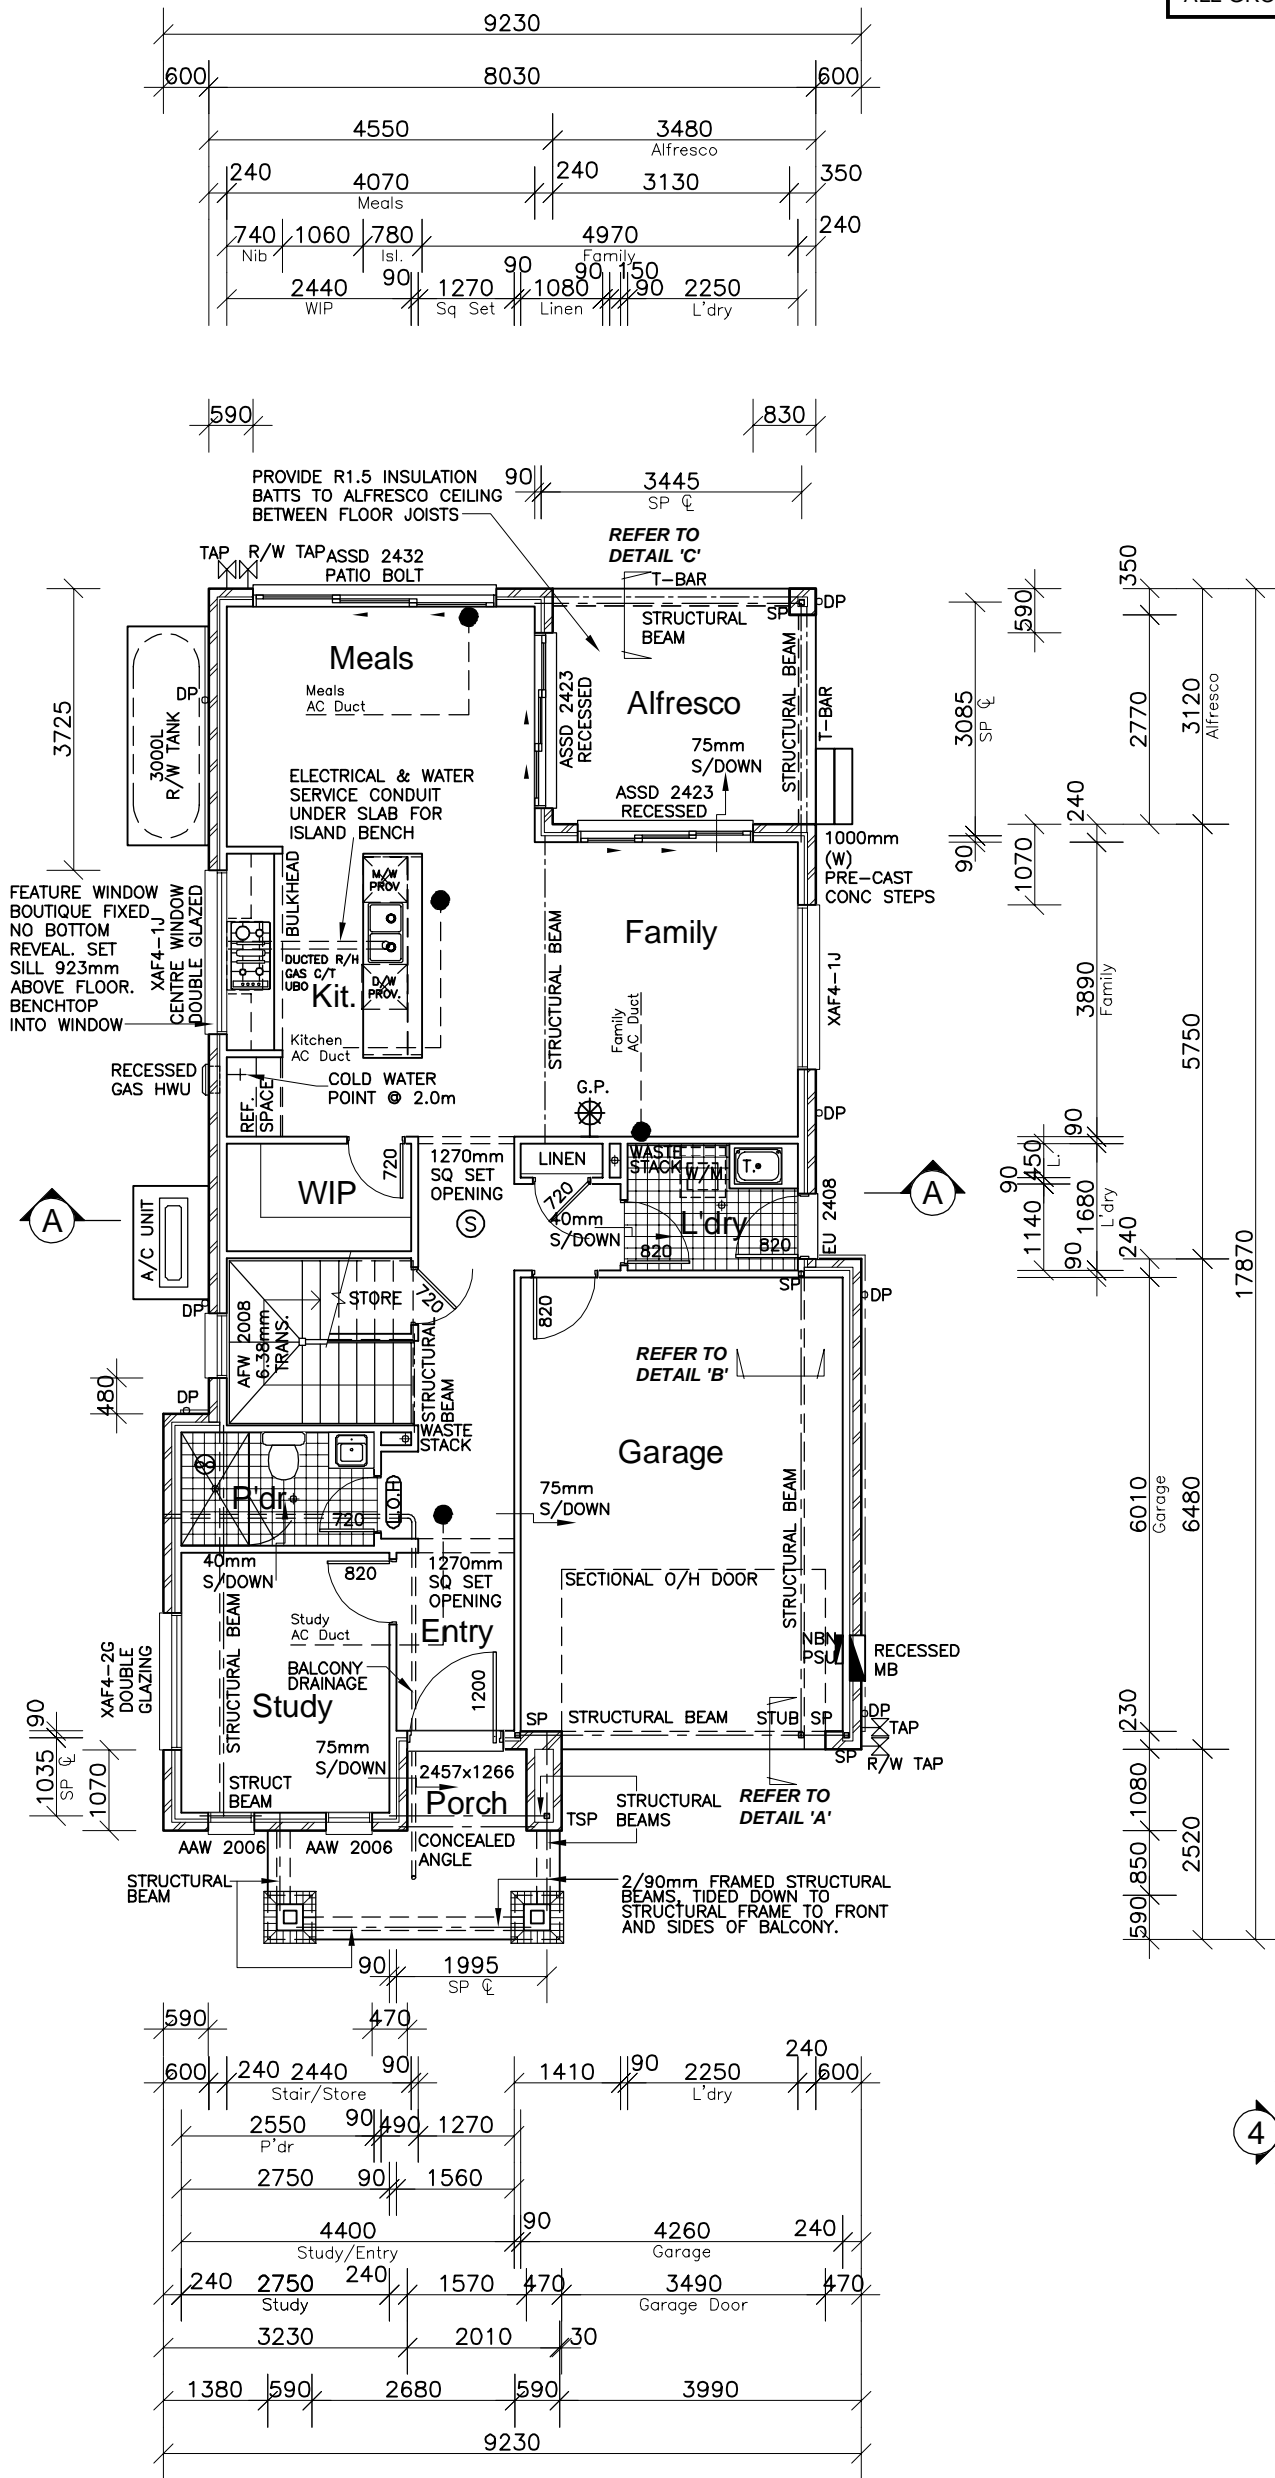 ALL GRO
9230
600
8030
600
4550
3480
Alfresco
240
4070
Meals
240
3130
350
740
Nib
1060
780
Isl.
4970
Family
240
2440
WIP
90
1270
Sq Set
90
1080
Linen
90
150
90
2250
L'dry
590
830
PROVIDE R1.5 INSULATION
BATTS TO ALFRESCO CEILING
BETWEEN FLOOR JOISTS
90
3445
SP ℄
REFER TO
DETAIL 'C'
TAP
R/W TAP
ASSD 2432
PATIO BOLT
T-BAR
STRUCTURAL
BEAM
SP
DP
350
590
Meals
Meals
AC Duct
Alfresco
ASSD 2423
RECESSED
STRUCTURAL BEAM
T-BAR
75mm
S/DOWN
DP
3000L
R/W TANK
3725
3085
SP ℄
2770
3120
Alfresco
ELECTRICAL & WATER
SERVICE CONDUIT
UNDER SLAB FOR
ISLAND BENCH
ASSD 2423
RECESSED
1000mm
(W)
PRE-CAST
CONC STEPS
240
90
1070
FEATURE WINDOW
BOUTIQUE FIXED
NO BOTTOM
REVEAL. SET
SILL 923mm
ABOVE FLOOR.
BENCHTOP
INTO WINDOW
XAF4-1J
CENTRE WINDOW
DOUBLE GLAZED
BULKHEAD
M/W
PROV
DUCTED R/H
GAS C/T
UBO
D/W
PROV.
Kit.
Kitchen
AC Duct
STRUCTURAL BEAM
Family
Family
AC Duct
XAF4-1J
3890
Family
5750
RECESSED
GAS HWU
REF.
SPACE
COLD WATER
POINT @ 2.0m
G.P.
DP
17870
WIP
720
1270mm
SQ SET
OPENING
S
LINEN
720
WASTE
STACK
W/M
T.
40mm
S/DOWN
L'dry
820
820
EU 2408
A
A
90
450
L.
90
1140
1680
L'dry
240
90
A/C UNIT
DP
STORE
720
AFW 2008
6.38mm
TRANS.
STRUCTURAL
BEAM
WASTE
STACK
820
SP
DP
REFER TO
DETAIL 'B'
480
DP
Garage
P'dr
720
L.O.H
75mm
S/DOWN
STRUCTURAL BEAM
6010
Garage
6480
40mm
S/DOWN
820
1270mm
SQ SET
OPENING
SECTIONAL O/H DOOR
Study
AC Duct
Entry
STRUCTURAL BEAM
BALCONY
DRAINAGE
NBN
PSU
RECESSED
MB
XAF4-2G
DOUBLE
GLAZING
Study
1200
SP
STRUCTURAL BEAM
STUB SP
DP
TAP
SP
R/W TAP
230
90
1035
SP ℄
1070
75mm
S/DOWN
2457x1266
STRUCT
BEAM
Porch
TSP
STRUCTURAL
BEAMS
REFER TO
DETAIL 'A'
1080
AAW 2006
AAW 2006
CONCEALED
ANGLE
STRUCTURAL
BEAM
2/90mm FRAMED STRUCTURAL
BEAMS, TIDED DOWN TO
STRUCTURAL FRAME TO FRONT
AND SIDES OF BALCONY.
850
2520
590
90
1995
SP ℄
590
470
600
240
2440
Stair/Store
90
1410
90
2250
L'dry
240
600
2550
P'dr
90
490
1270
4
2750
90
1560
4400
Study/Entry
90
4260
Garage
240
240
2750
Study
240
1570
470
3490
Garage Door
470
3230
2010
30
1380
590
2680
590
3990
9230